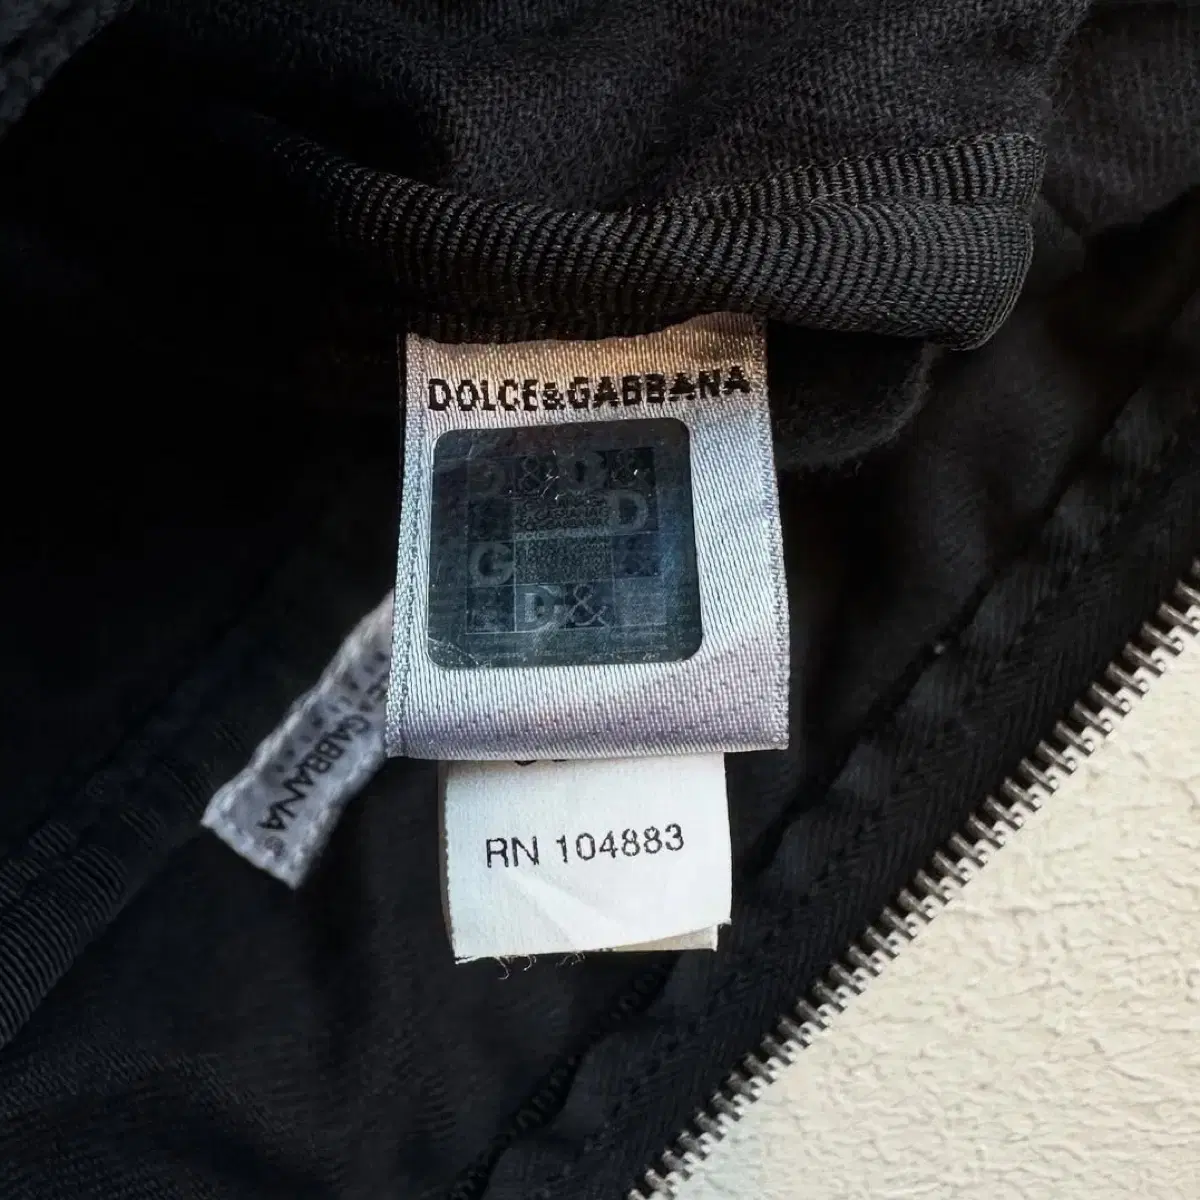 DOLCE&GABBANA
D & D &
D
G
D &
GABBANA
RN 104883